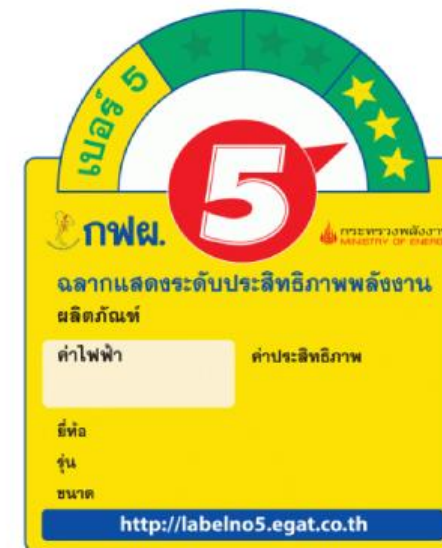 เบอร์ 5
5
กฟผ.
กระทรวงพลังงาน
MINISTRY OF ENERGY
ฉลากแสดงระดับประสิทธิภาพพลังงาน
ผลิตภัณฑ์
ค่าไฟฟ้า ค่าประสิทธิภาพ
ยี่ห้อ
รุ่น
ขนาด
http://labelno5.egat.co.th